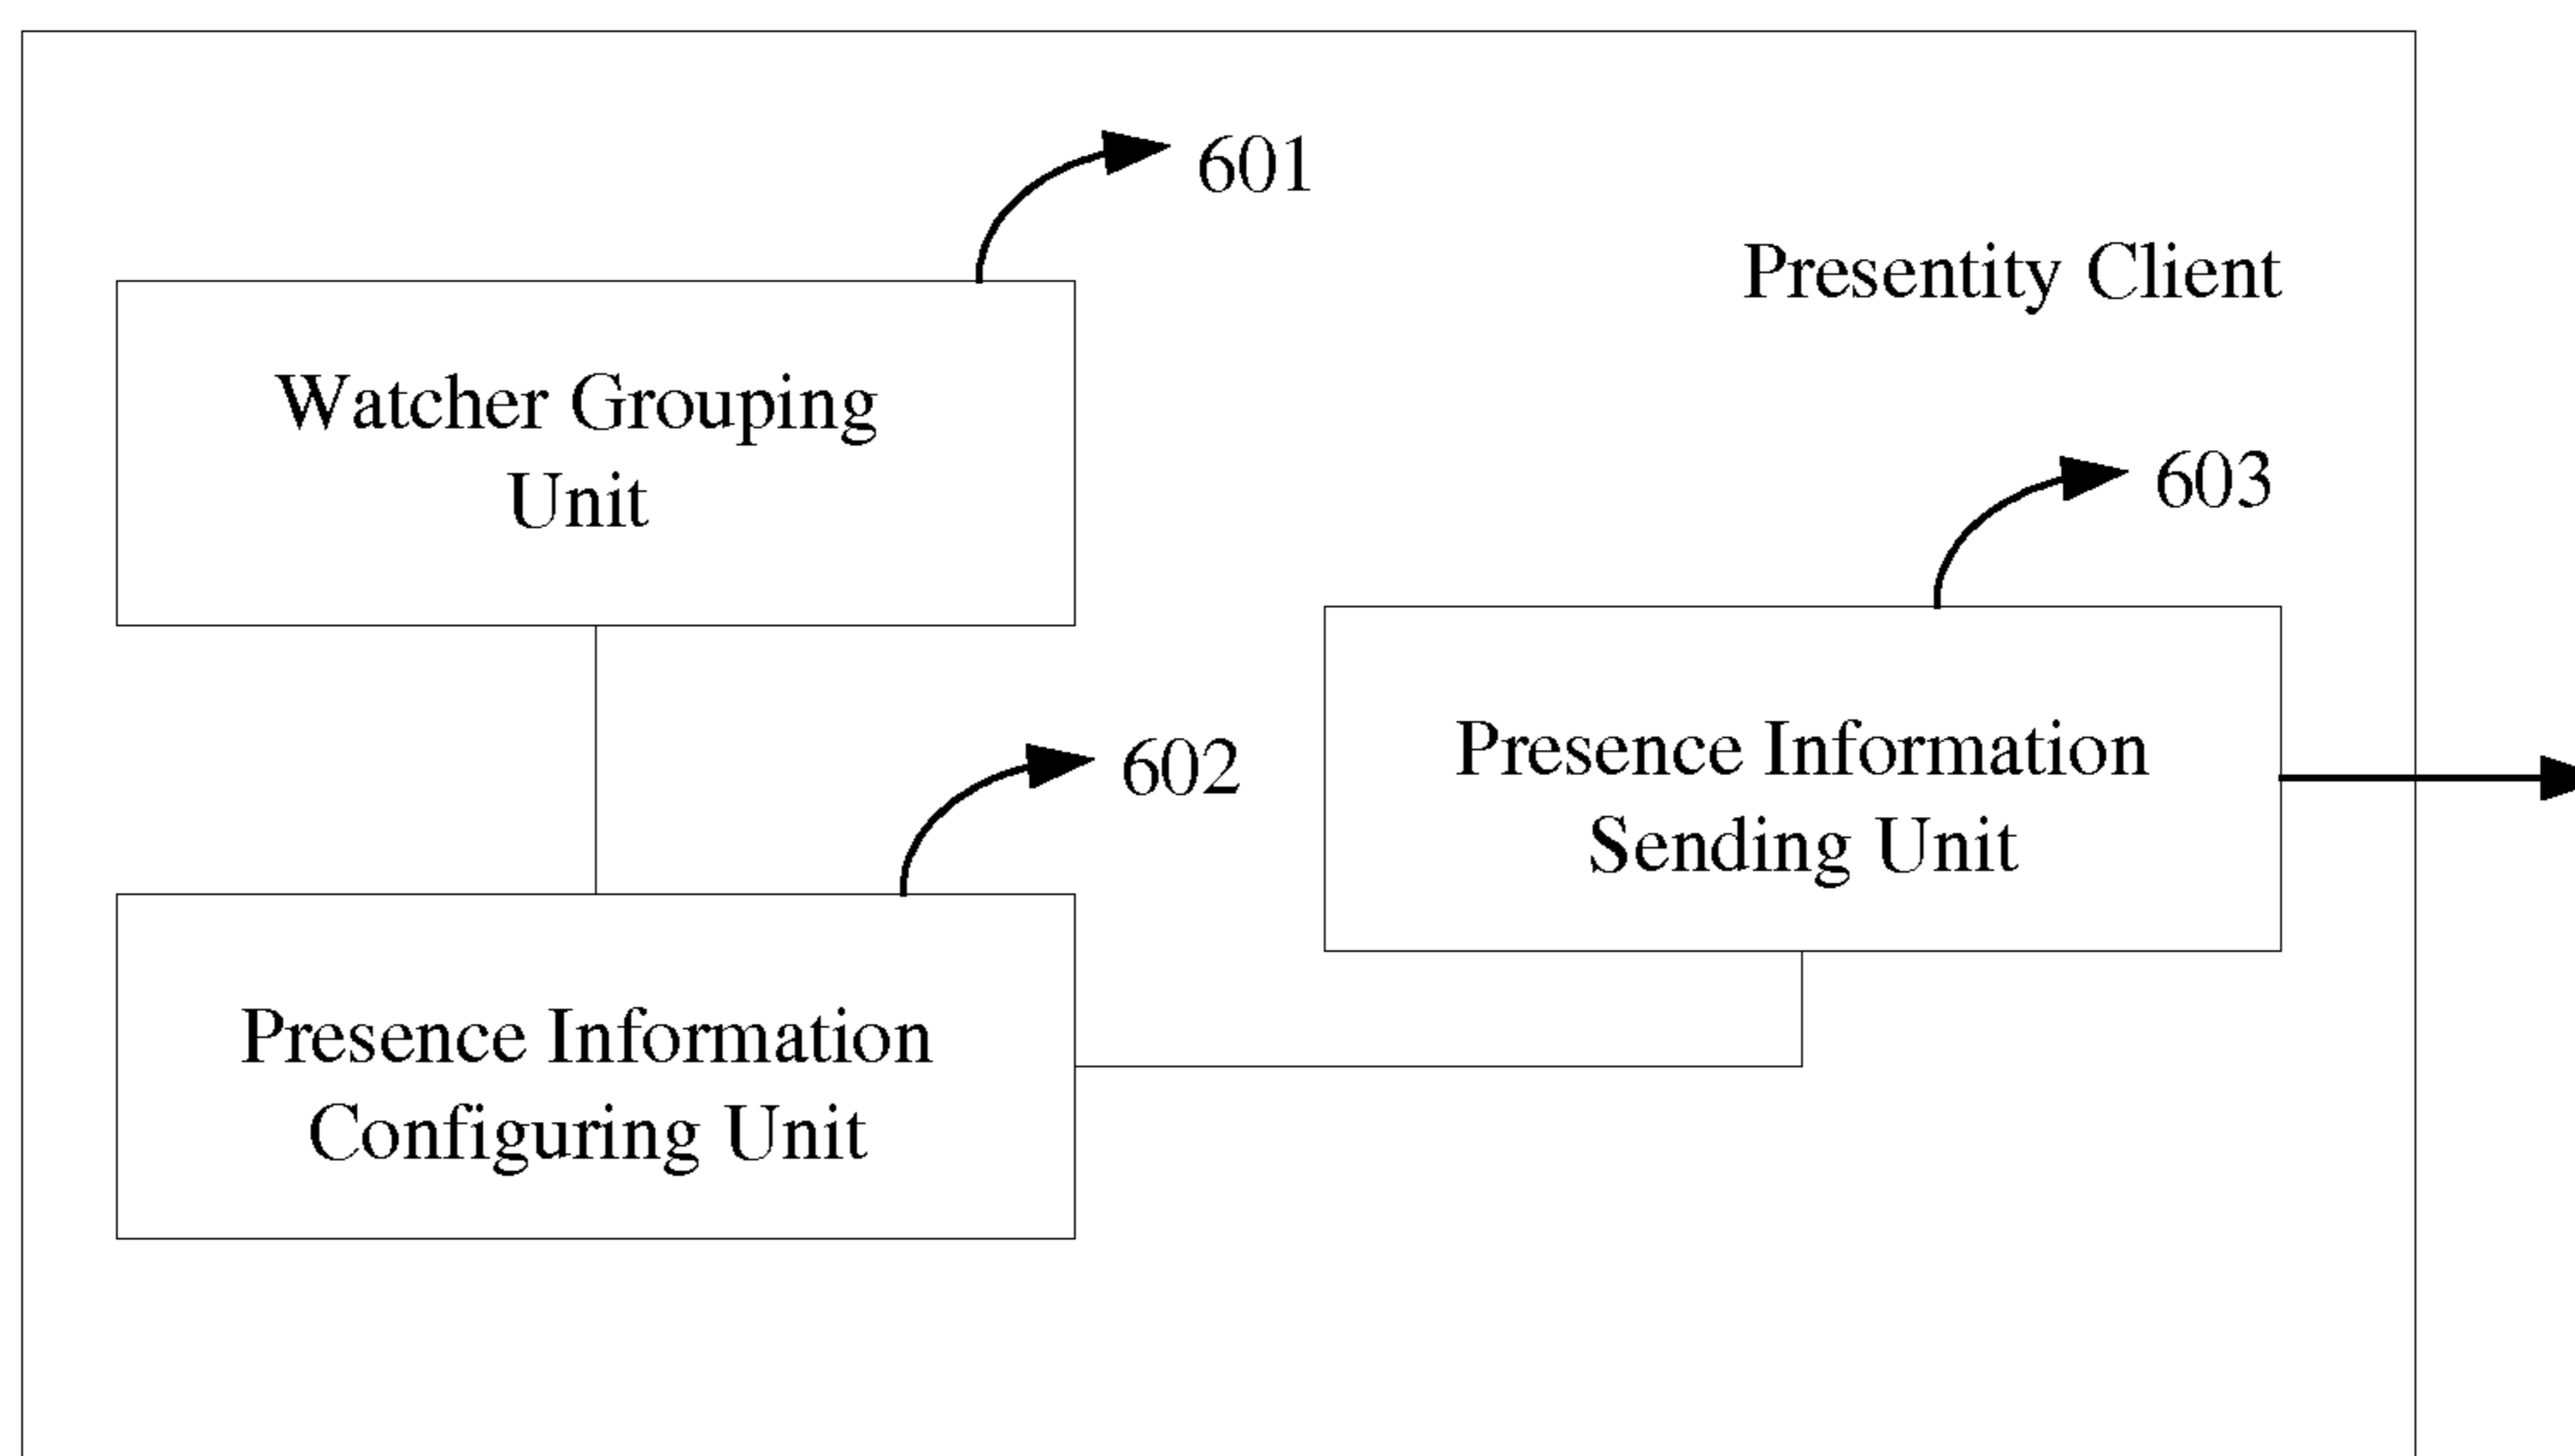 601
Presentity Client
Watcher Grouping
Unit
603
602
Presence Information
Sending Unit
Presence Information
Configuring Unit